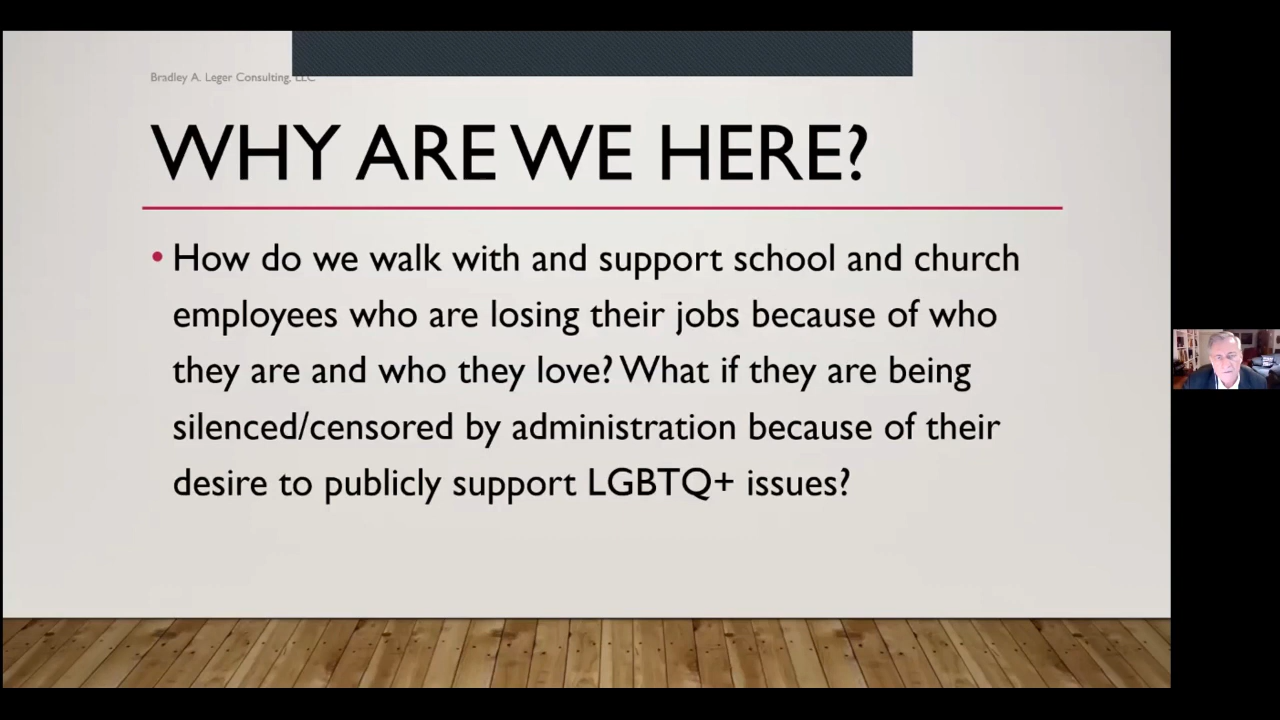 Bradley A. Leger Consulting, LLC
WHY ARE WE HERE?
• How do we walk with and support school and church
employees who are losing their jobs because of who
they are and who they love? What if they are being
silenced/censored by administration because of their
desire to publicly support LGBTQ+ issues?